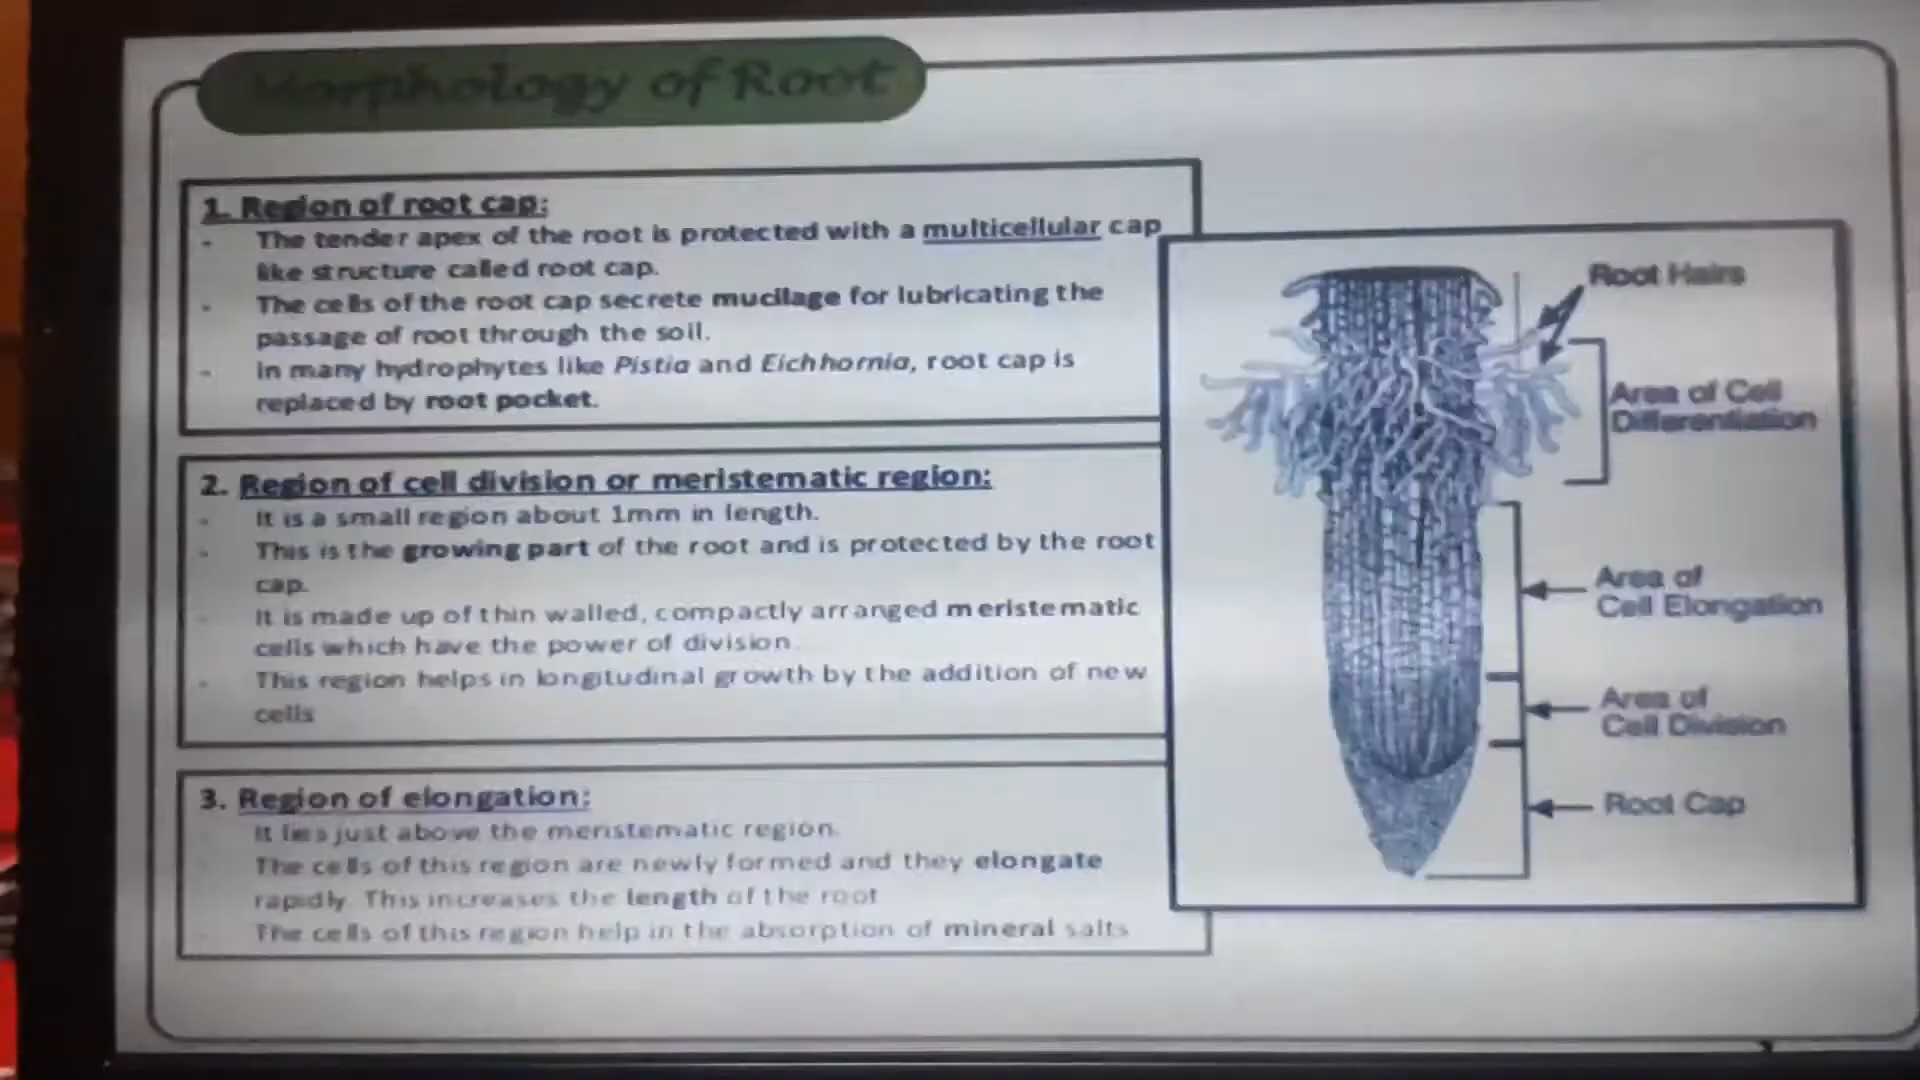 Morphology of Root
1. Region of root cap:
- The tender apex of the root is protected with a multicellular cap
like structure called root cap.
- The cells of the root cap secrete mucilage for lubricating the
passage of root through the soil.
- In many hydrophytes like Pistia and Eichhornia, root cap is
replaced by root pocket.
2. Region of cell division or meristematic region:
- It is a small region about 1mm in length.
- This is the growing part of the root and is protected by the root
cap.
- It is made up of thin walled, compactly arranged meristematic
cells which have the power of division.
- This region helps in longitudinal growth by the addition of new
cells
3. Region of elongation:
- It lies just above the meristematic region.
- The cells of this region are newly formed and they elongate
rapidly. This increases the length of the root
- The cells of this region help in the absorption of mineral salts
Root Hairs
Area of Cell
Differentiation
Area of
Cell Elongation
Area of
Cell Division
Root Cap